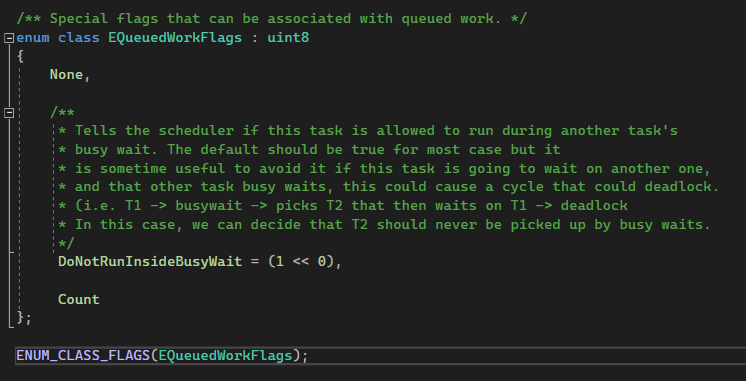 /** Special flags that can be associated with queued work. */
enum class EQueuedWorkFlags : uint8
{
None,
/**
* Tells the scheduler if this task is allowed to run during another task's
* busy wait. The default should be true for most case but it
* is sometime useful to avoid it if this task is going to wait on another one,
* and that other task busy waits, this could cause a cycle that could deadlock.
* (i.e. T1 -> busywait -> picks T2 that then waits on T1 -> deadlock
* In this case, we can decide that T2 should never be picked up by busy waits.
*/
DoNotRunInsideBusyWait = (1 << 0),
Count
};
ENUM_CLASS_FLAGS(EQueuedWorkFlags);